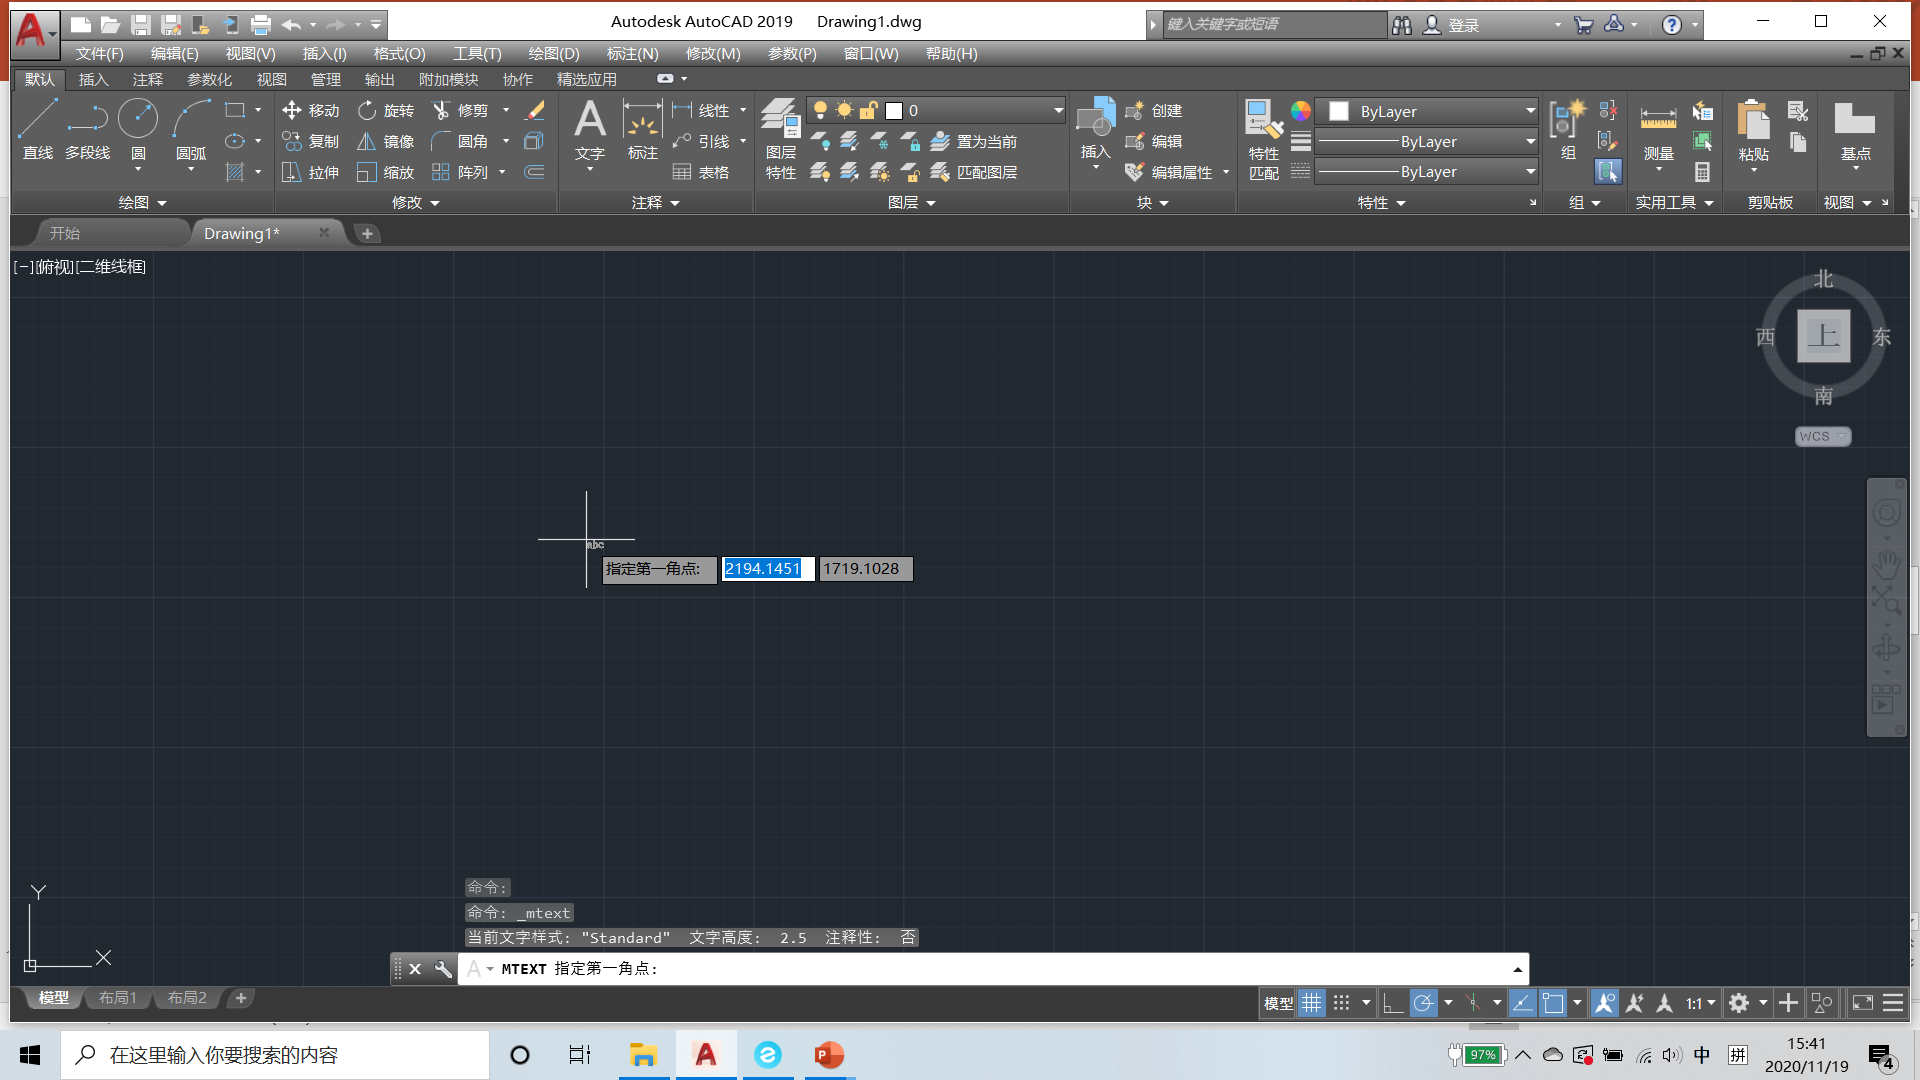 Autodesk AutoCAD 2019 Drawing1.dwg
键入关键字或短语
登录
文件(F) 编辑(E) 视图(V) 插入(I) 格式(O) 工具(T) 绘图(D) 标注(N) 修改(M) 参数(P) 窗口(W) 帮助(H)
默认 插入 注释 参数化 视图 管理 输出 附加模块 协作 精选应用
直线 多段线 圆 圆弧
移动 旋转 修剪
复制 镜像 圆角
拉伸 缩放 阵列
文字 标注
线性
引线
表格
图层
特性
0
置为当前
匹配图层
插入
创建
编辑
编辑属性
特性
匹配
ByLayer
ByLayer
ByLayer
组
测量
粘贴
基点
绘图 修改 注释 图层 块 特性 组 实用工具 剪贴板 视图
开始 Drawing1*
[−][俯视][二维线框]
北
西 上 东
南
WCS
abc
指定第一角点: 2194.1451 1719.1028
命令:
命令: _mtext
当前文字样式: "Standard" 文字高度: 2.5 注释性: 否
MTEXT 指定第一角点:
Y
X
模型 布局1 布局2
模型 1:1
在这里输入你要搜索的内容
97%
中 拼
15:41
2020/11/19
4